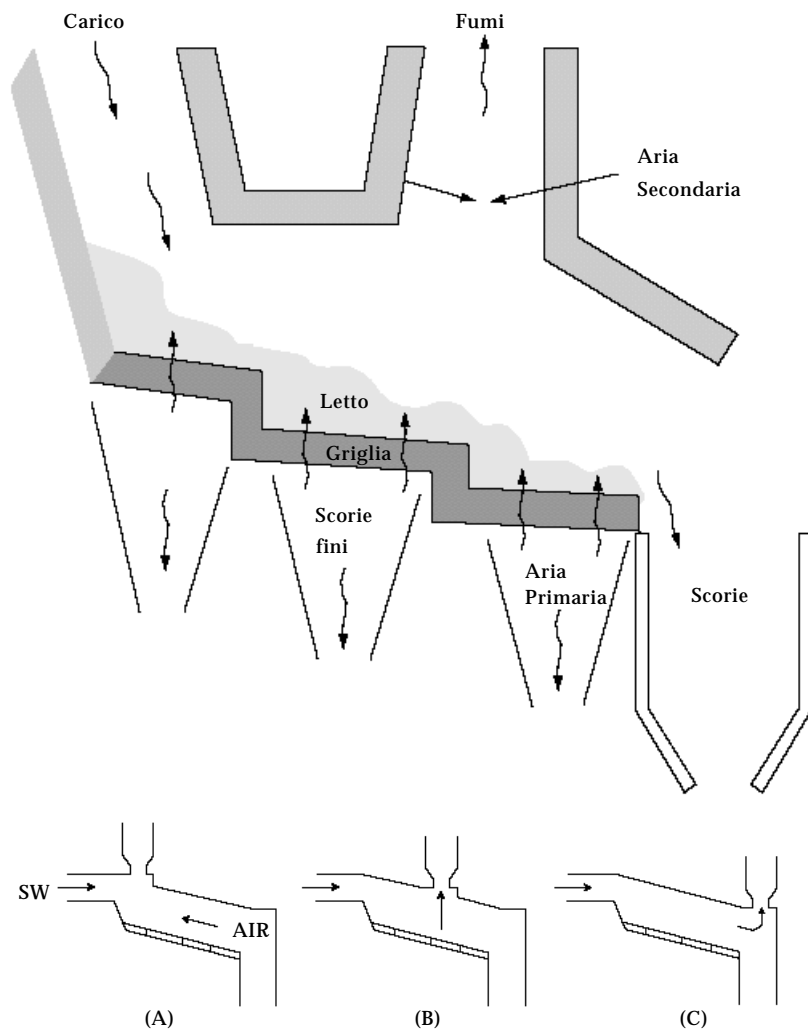 Carico
Fumi
Aria
Secondaria
Letto
Griglia
Scorie
fini
Aria
Primaria
Scorie
SW
AIR
(A)
(B)
(C)